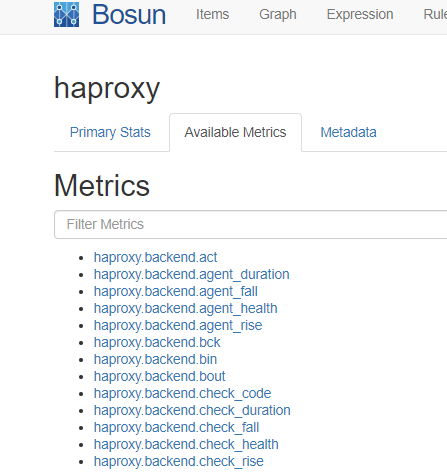 Bosun Items Graph Expression Rule
haproxy
Primary Stats Available Metrics Metadata
Metrics
Filter Metrics
haproxy.backend.act
haproxy.backend.agent_duration
haproxy.backend.agent_fall
haproxy.backend.agent_health
haproxy.backend.agent_rise
haproxy.backend.bck
haproxy.backend.bin
haproxy.backend.bout
haproxy.backend.check_code
haproxy.backend.check_duration
haproxy.backend.check_fall
haproxy.backend.check_health
haproxy.backend.check_rise